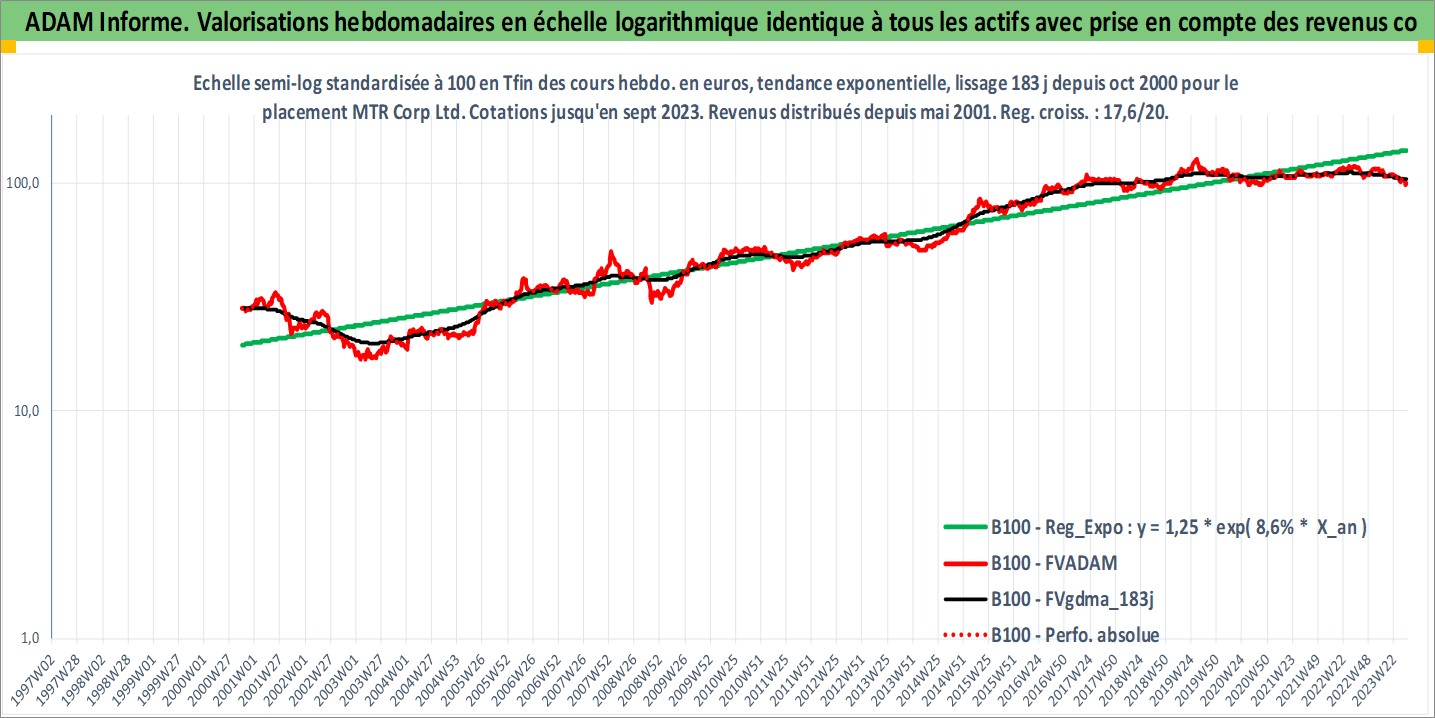 ADAM Informe. Valorisations hebdomadaires en échelle logarithmique identique à tous les actifs avec prise en compte des revenus co
Echelle semi-log standardisée à 100 en Tfin des cours hebdo. en euros, tendance exponentielle, lissage 183 j depuis oct 2000 pour le
placement MTR Corp Ltd. Cotations jusqu'en sept 2023. Revenus distribués depuis mai 2001. Reg. croiss. : 17,6/20.
100,0
10,0
1,0
B100 - Reg_Expo : y = 1,25 * exp( 8,6% * X_an )
B100 - FVADAM
B100 - FVgdma_183j
B100 - Perfo. absolue
1997W02
1997W28
1998W02
1998W28
1999W01
1999W27
2000W01
2000W27
2001W01
2001W27
2002W01
2002W27
2003W01
2003W27
2004W01
2004W27
2004W53
2005W26
2005W52
2006W26
2006W52
2007W26
2007W52
2008W26
2008W52
2009W26
2009W52
2010W25
2010W51
2011W25
2011W51
2012W25
2012W51
2013W25
2013W51
2014W25
2014W51
2015W25
2015W51
2016W24
2016W50
2017W24
2017W50
2018W24
2018W50
2019W24
2019W50
2020W24
2020W50
2021W23
2021W49
2022W22
2022W48
2023W22